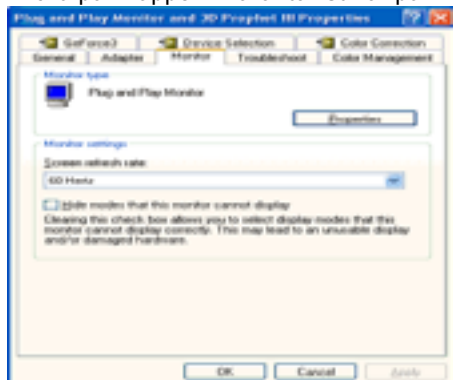 Plug and Play Monitor and 3D Prophet III Properties
GeForce3 Device Selection Color Correction
General Adapter Monitor Troubleshoot Color Management
Monitor type
Plug and Play Monitor
Properties
Monitor settings
Screen refresh rate:
60 Hertz
Hide modes that this monitor cannot display
Clearing this check box allows you to select display modes that this
monitor cannot display correctly. This may lead to an unusable display
and/or damaged hardware.
OK Cancel Apply